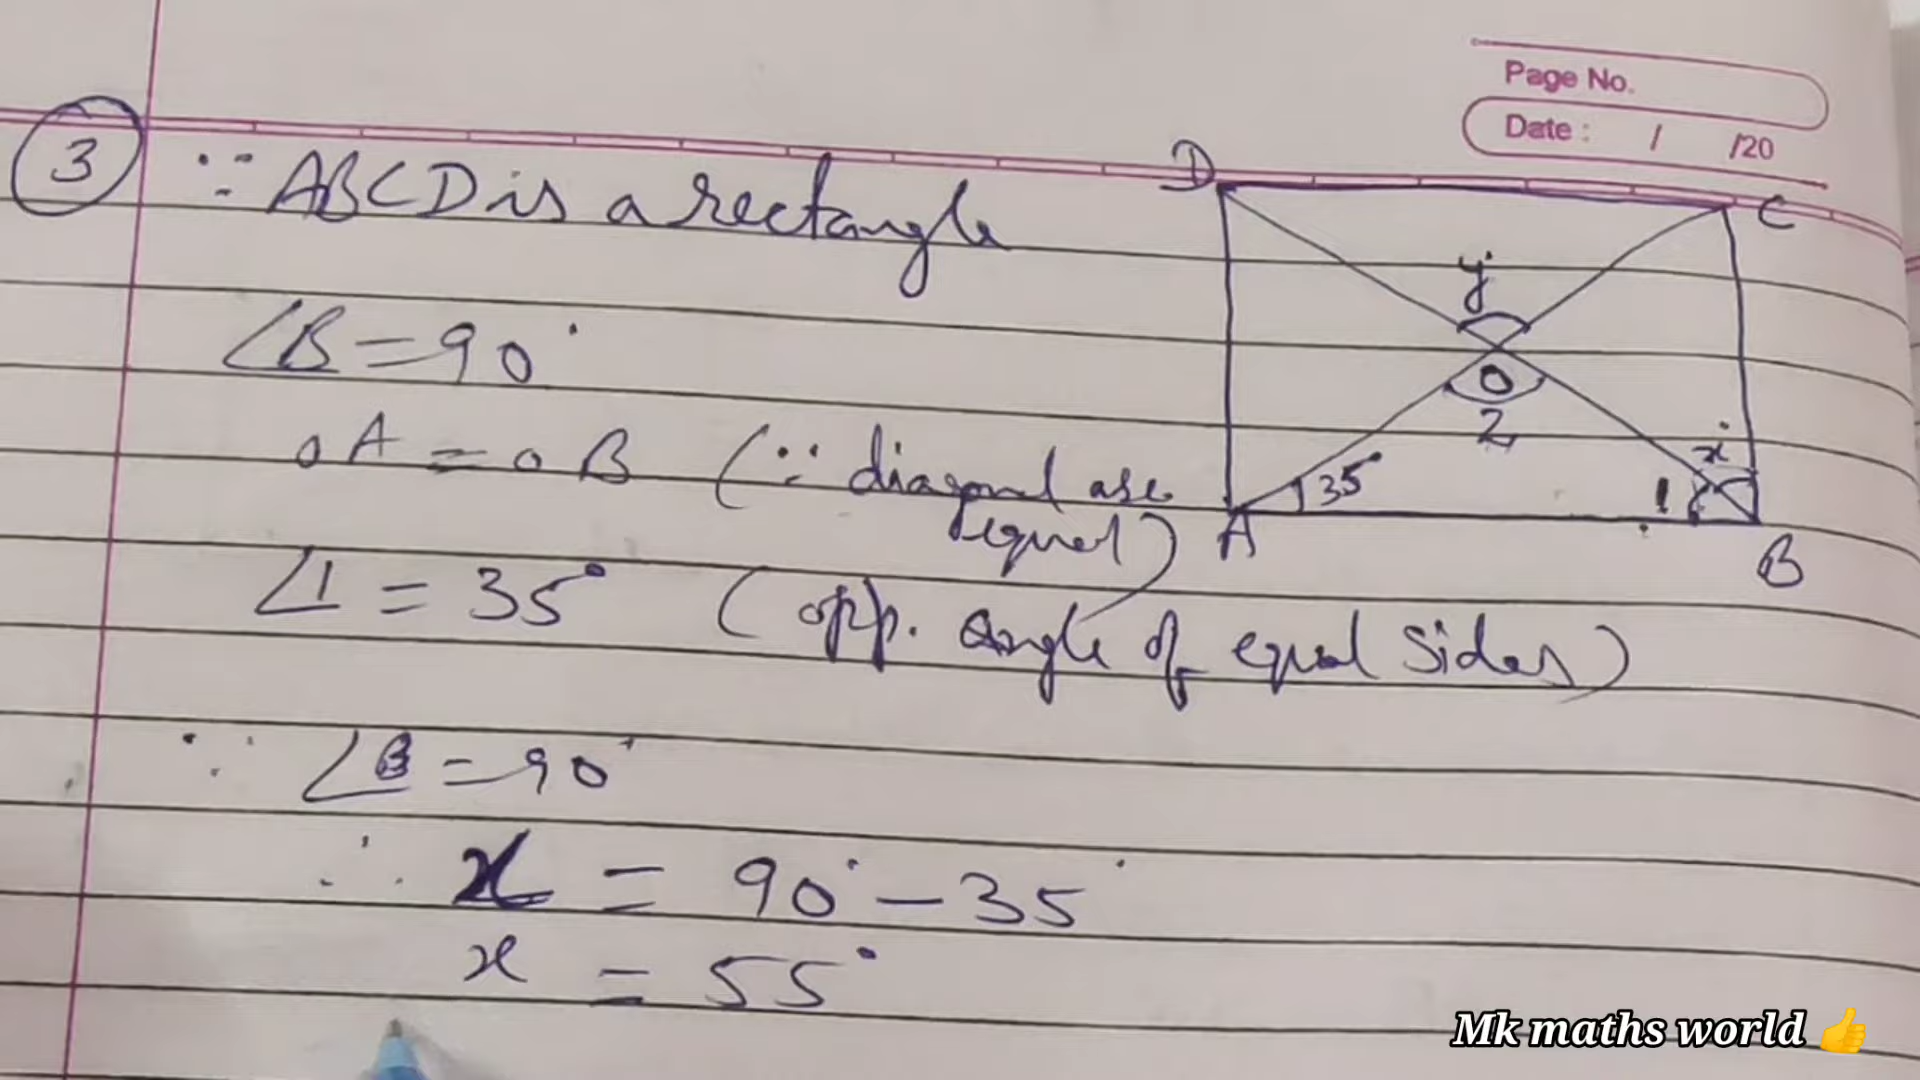 Page No.
Date : / /20
3 ∵ ABCD is a rectangle
∠B = 90°
OA = OB (∵ diagonal are
equal)
∠1 = 35° (opp. angle of equal sides)
∵ ∠B = 90°
∴ x = 90° - 35°
x = 55°
D
C
y
O
2
x
35°
1
A
B
Mk maths world 👍